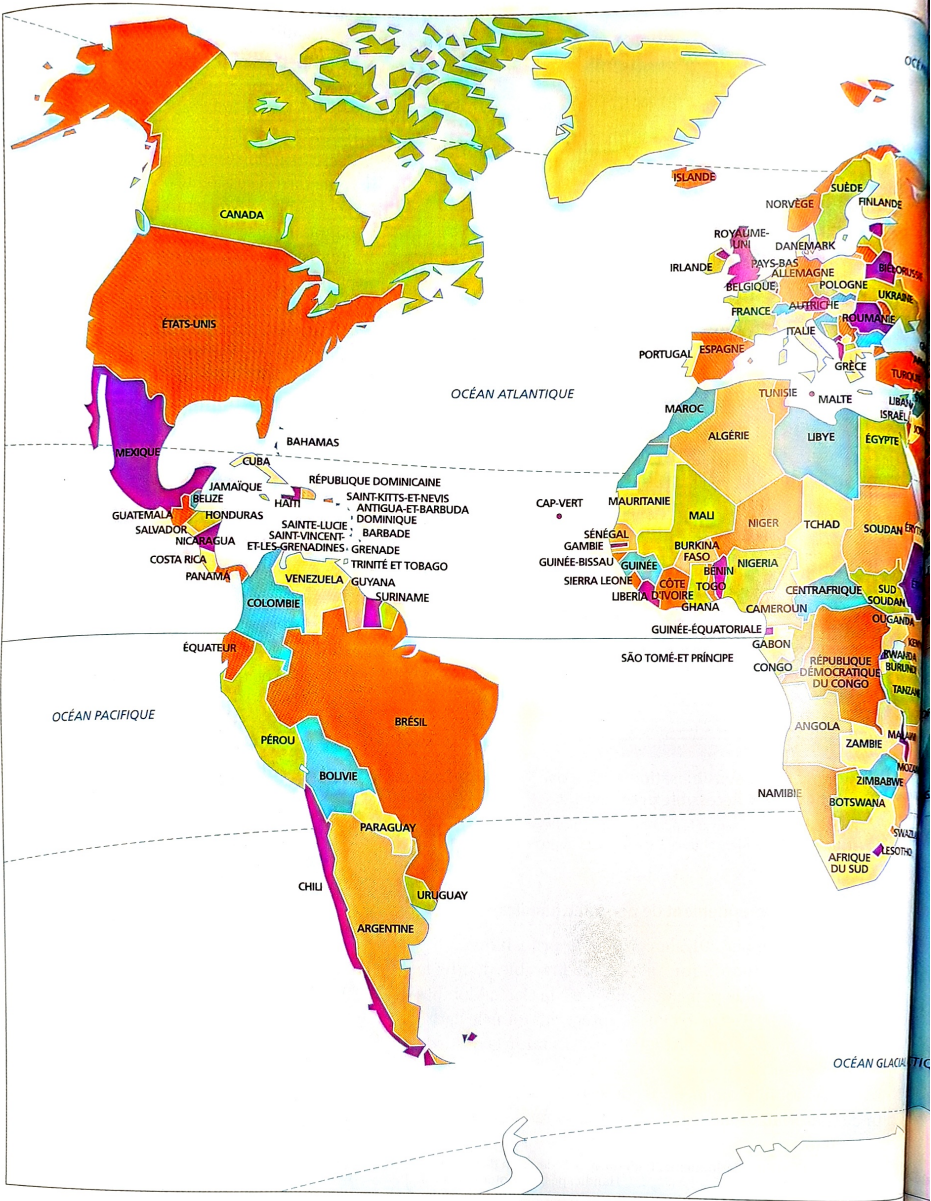 ISLANDE
SUÈDE
NORVÈGE
FINLANDE
CANADA
ROYAUME-
UNI
DANEMARK
IRLANDE
PAYS-BAS
ALLEMAGNE
BELGIQUE
POLOGNE
UKRAINE
FRANCE
AUTRICHE
ROUMANIE
ÉTATS-UNIS
ITALIE
PORTUGAL
ESPAGNE
GRÈCE
OCÉAN ATLANTIQUE
TUNISIE
MALTE
LIBAN
ISRAËL
MAROC
ALGÉRIE
LIBYE
ÉGYPTE
BAHAMAS
MEXIQUE
CUBA
RÉPUBLIQUE DOMINICAINE
JAMAÏQUE
HAITI
BELIZE
SAINT-KITTS-ET-NEVIS
ANTIGUA-ET-BARBUDA
DOMINIQUE
GUATEMALA
HONDURAS
SAINTE-LUCIE
BARBADE
SALVADOR
NICARAGUA
SAINT-VINCENT-
ET-LES-GRENADINES
GRENADE
COSTA RICA
TRINITÉ ET TOBAGO
PANAMÁ
VENEZUELA
GUYANA
SURINAME
COLOMBIE
CAP-VERT
MAURITANIE
MALI
NIGER
TCHAD
SOUDAN
SÉNÉGAL
GAMBIE
BURKINA
FASO
GUINÉE-BISSAU
GUINÉE
BÉNIN
NIGERIA
SIERRA LEONE
CÔTE
D'IVOIRE
TOGO
LIBERIA
GHANA
CENTRAFRIQUE
SUD
SOUDAN
CAMEROUN
OUGANDA
GUINÉE-ÉQUATORIALE
GABON
SÃO TOMÉ-ET PRÍNCIPE
CONGO
RÉPUBLIQUE
DÉMOCRATIQUE
DU CONGO
RWANDA
BURUNDI
ÉQUATEUR
OCÉAN PACIFIQUE
BRÉSIL
PÉROU
BOLIVIE
ANGOLA
ZAMBIE
NAMIBIE
ZIMBABWE
BOTSWANA
PARAGUAY
LESOTHO
AFRIQUE
DU SUD
CHILI
URUGUAY
ARGENTINE